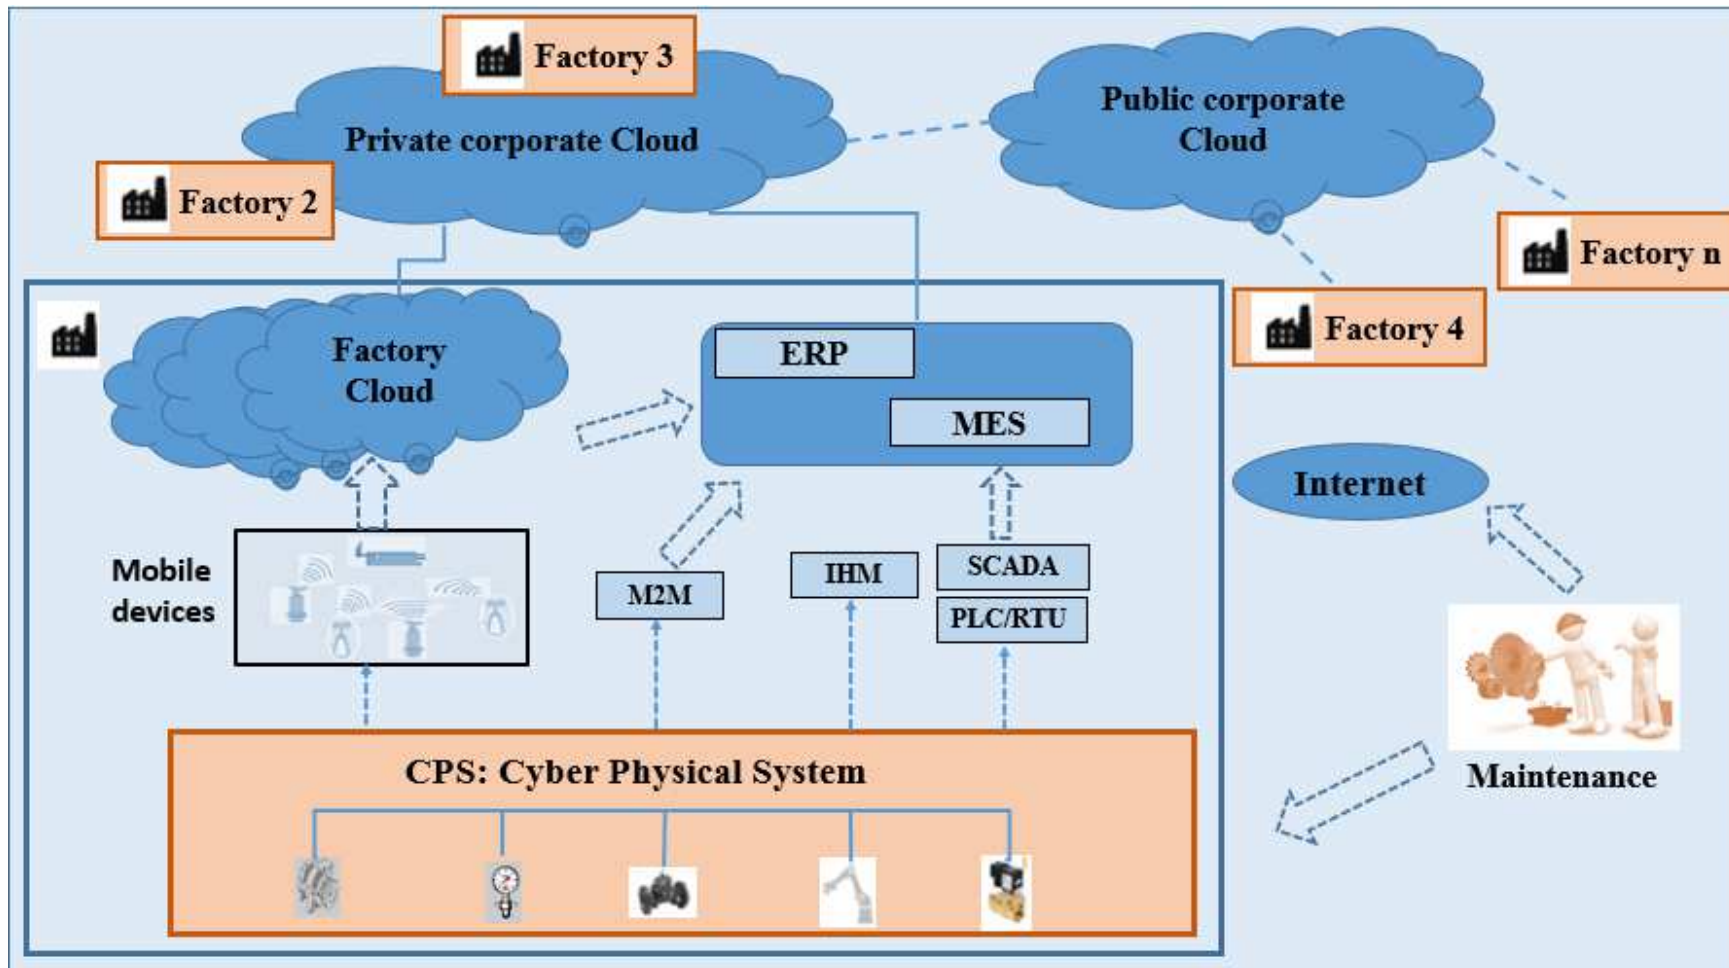 Factory 3
Private corporate Cloud
Public corporate
Cloud
Factory 2
Factory n
Factory 4
Factory
Cloud
ERP
MES
Internet
Mobile
devices
M2M
IHM
SCADA
PLC/RTU
CPS: Cyber Physical System
Maintenance